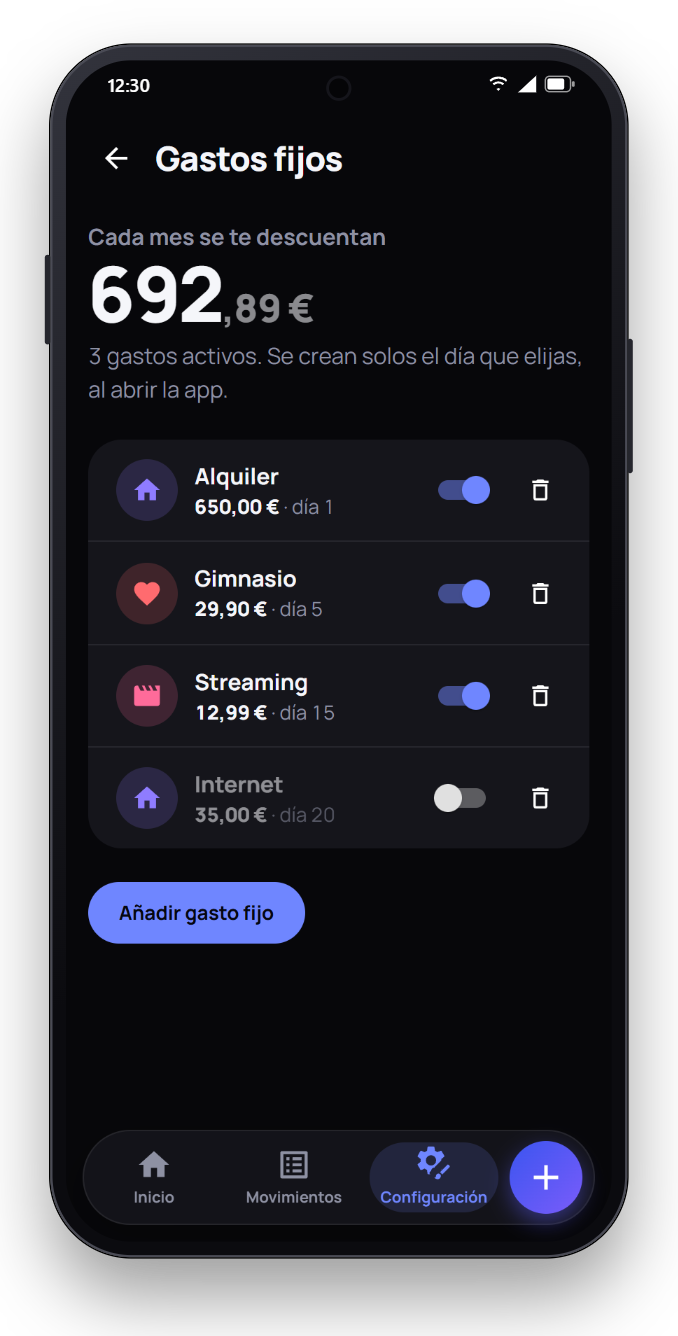 12:30
Gastos fijos
Cada mes se te descuentan
692,89 €
3 gastos activos. Se crean solos el día que elijas,
al abrir la app.
Alquiler
650,00 € · día 1
Gimnasio
29,90 € · día 5
Streaming
12,99 € · día 15
Internet
35,00 € · día 20
Añadir gasto fijo
Inicio
Movimientos
Configuración